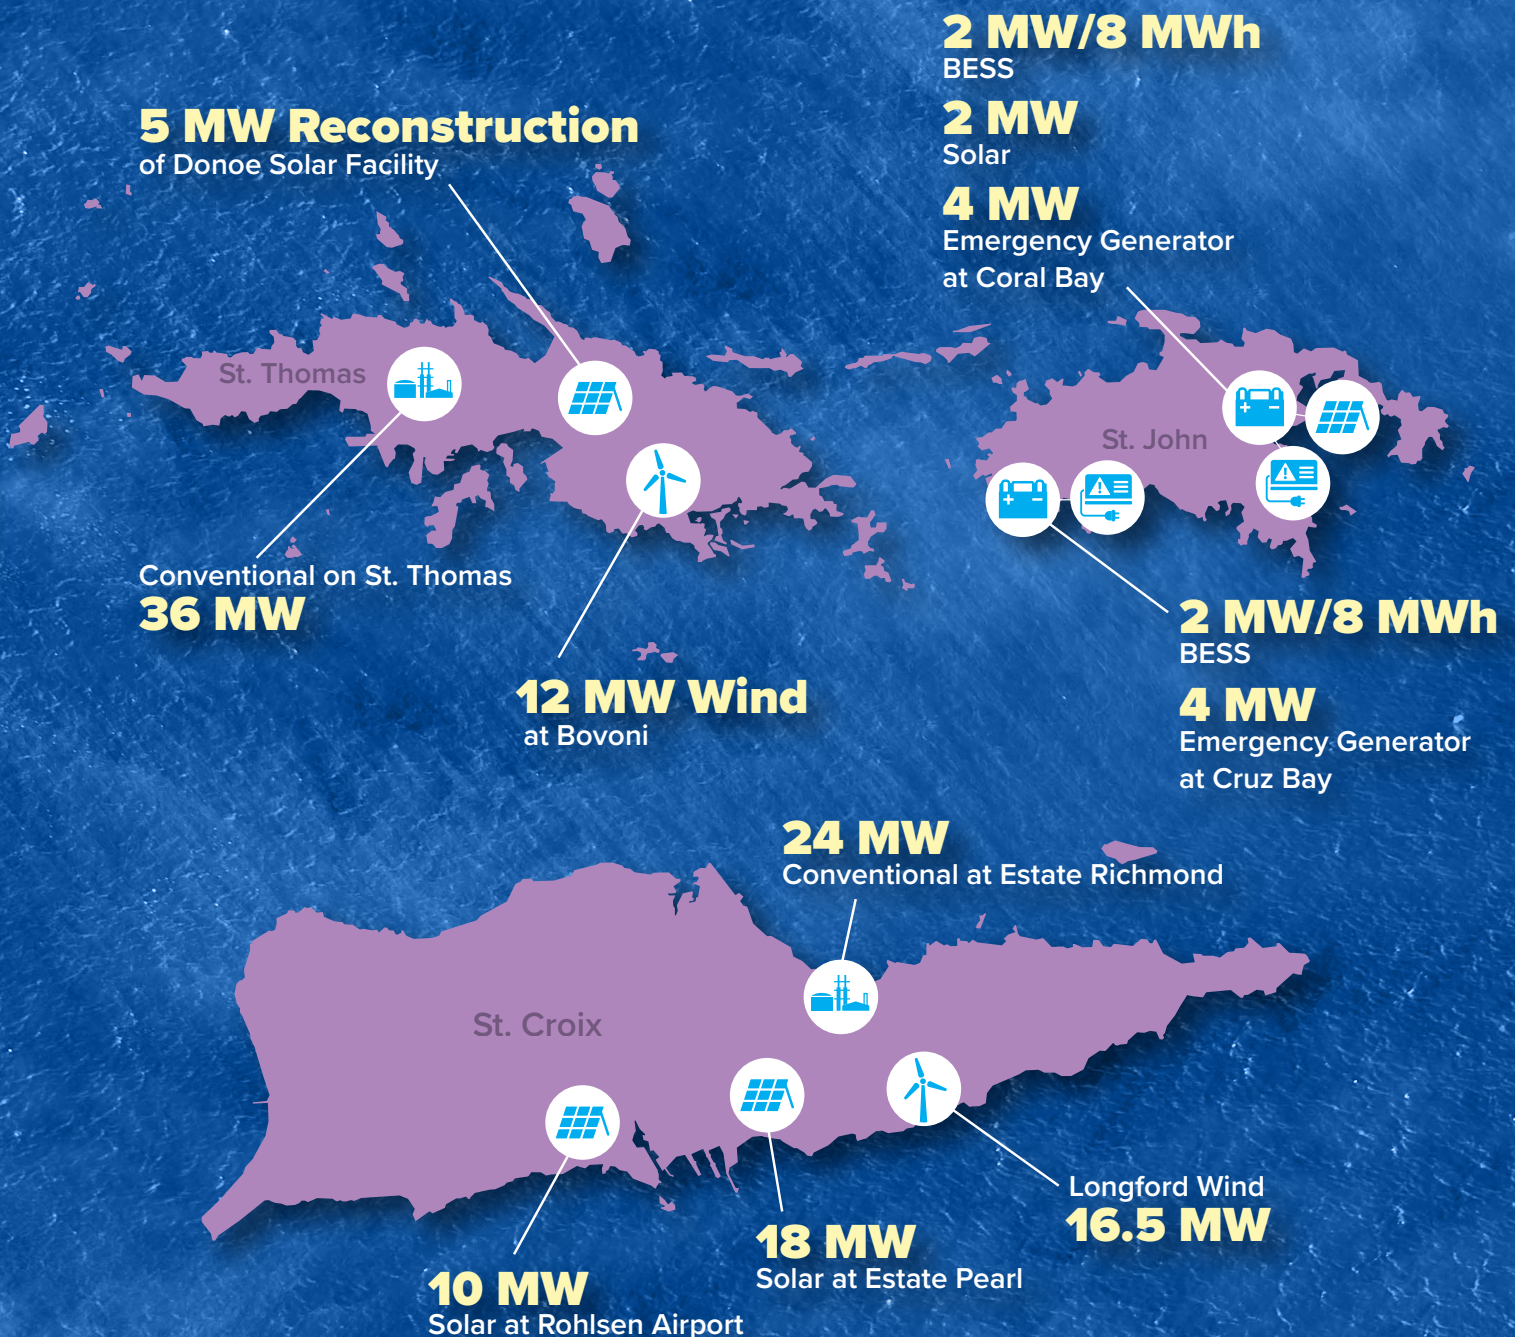 2 MW/8 MWh
BESS
2 MW
Solar
4 MW
Emergency Generator
at Coral Bay
5 MW Reconstruction
of Donoe Solar Facility
St. Thomas
St. John
Conventional on St. Thomas
36 MW
12 MW Wind
at Bovoni
2 MW/8 MWh
BESS
4 MW
Emergency Generator
at Cruz Bay
24 MW
Conventional at Estate Richmond
St. Croix
Longford Wind
16.5 MW
18 MW
Solar at Estate Pearl
10 MW
Solar at Rohlsen Airport